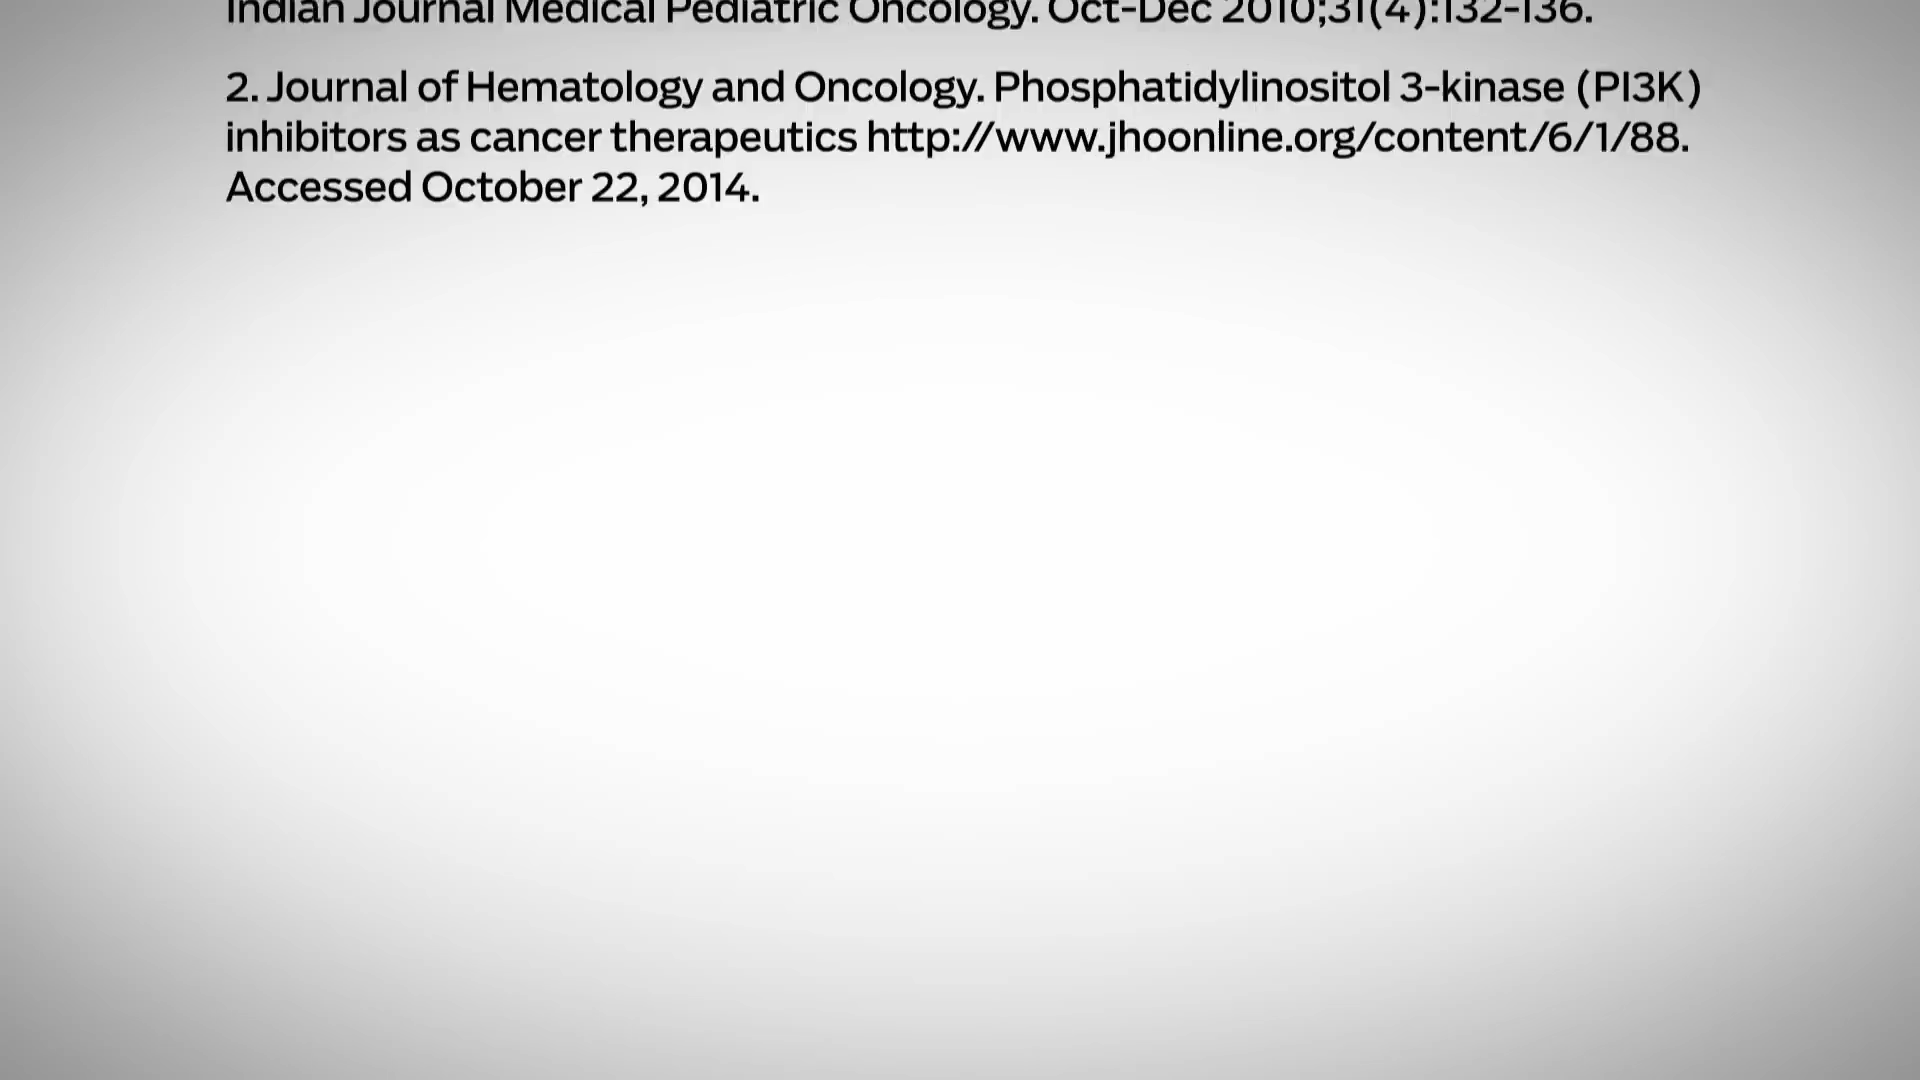 Indian Journal Medical Pediatric Oncology. Oct-Dec 2010;31(4):132-136.
2. Journal of Hematology and Oncology. Phosphatidylinositol 3-kinase (PI3K)
inhibitors as cancer therapeutics http://www.jhoonline.org/content/6/1/88.
Accessed October 22, 2014.